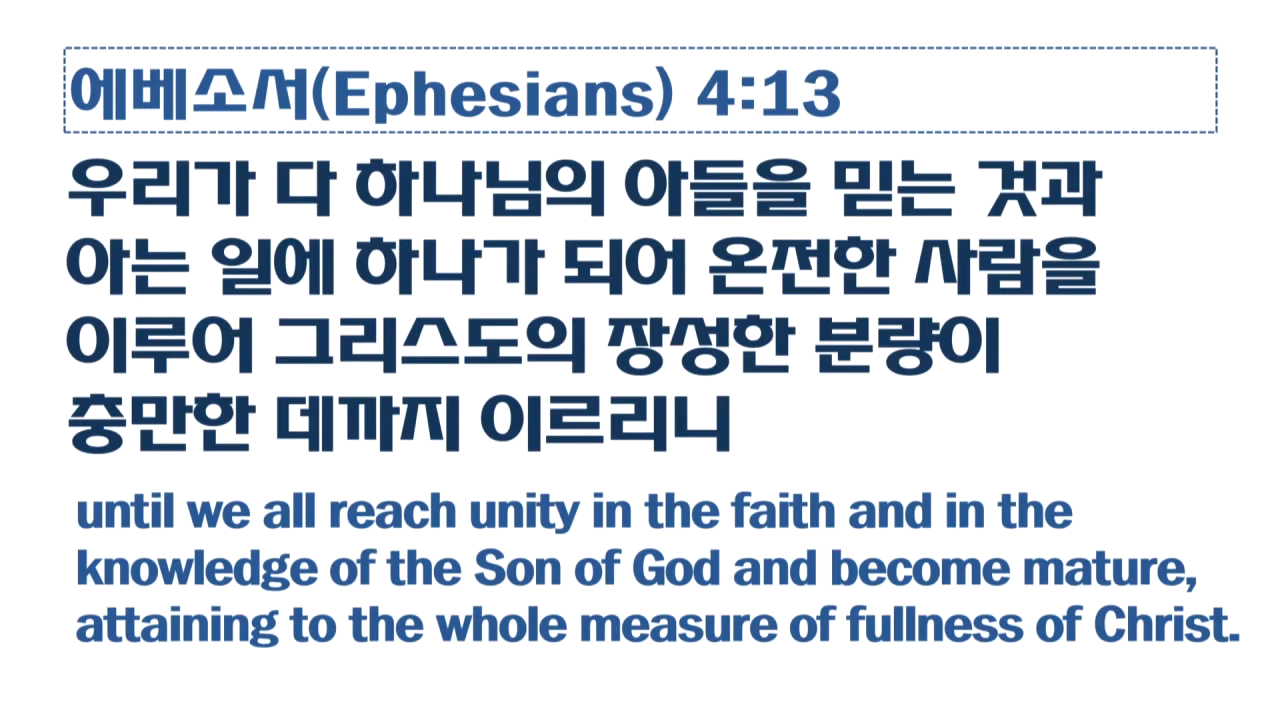 에베소서(Ephesians) 4:13
우리가 다 하나님의 아들을 믿는 것과
아는 일에 하나가 되어 온전한 사람을
이루어 그리스도의 장성한 분량이
충만한 데까지 이르리니
until we all reach unity in the faith and in the
knowledge of the Son of God and become mature,
attaining to the whole measure of fullness of Christ.